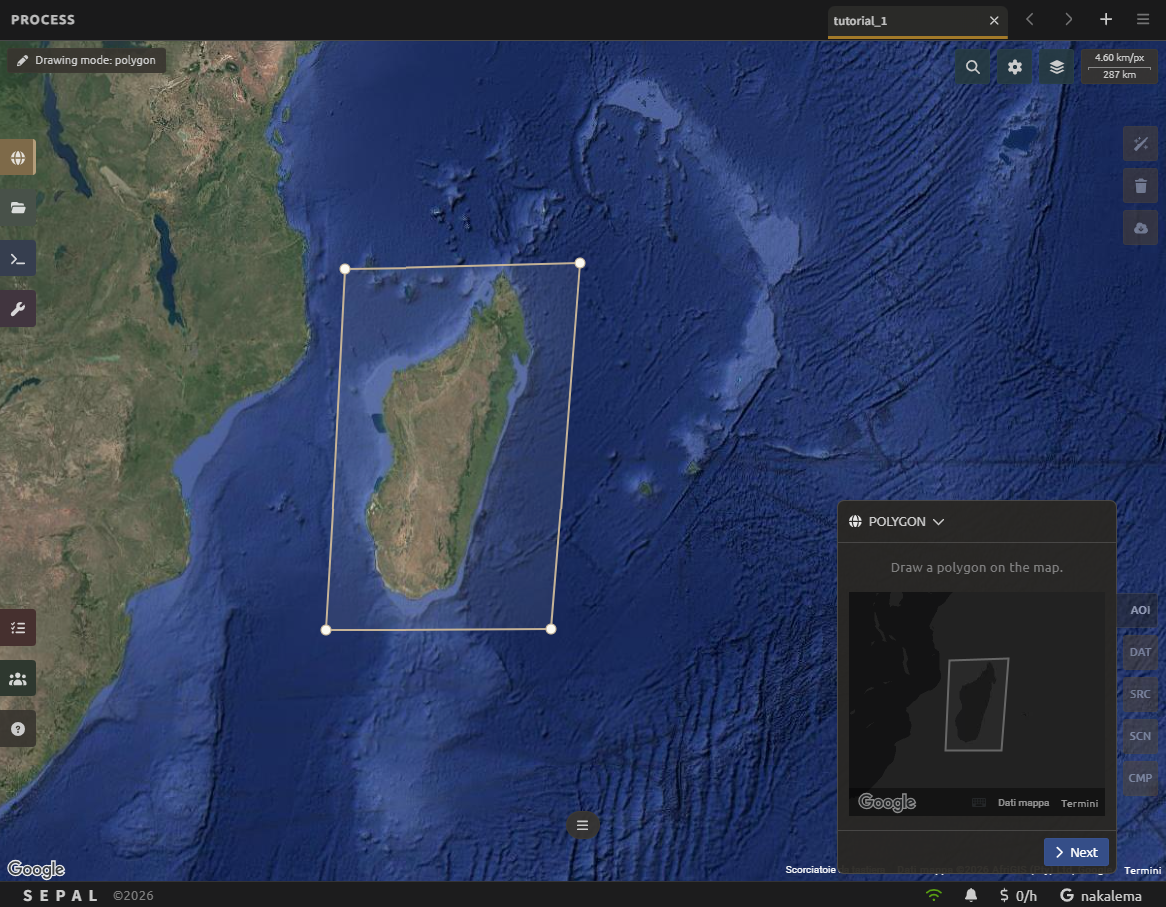 PROCESS
tutorial_1
Drawing mode: polygon
4.60 km/px
287 km
POLYGON
Draw a polygon on the map.
AOI
DAT
SRC
SCN
CMP
Google
Dati mappa
Termini
Next
Google
Scorciatoie
Termini
SEPAL ©2026
$ 0/h
nakalema